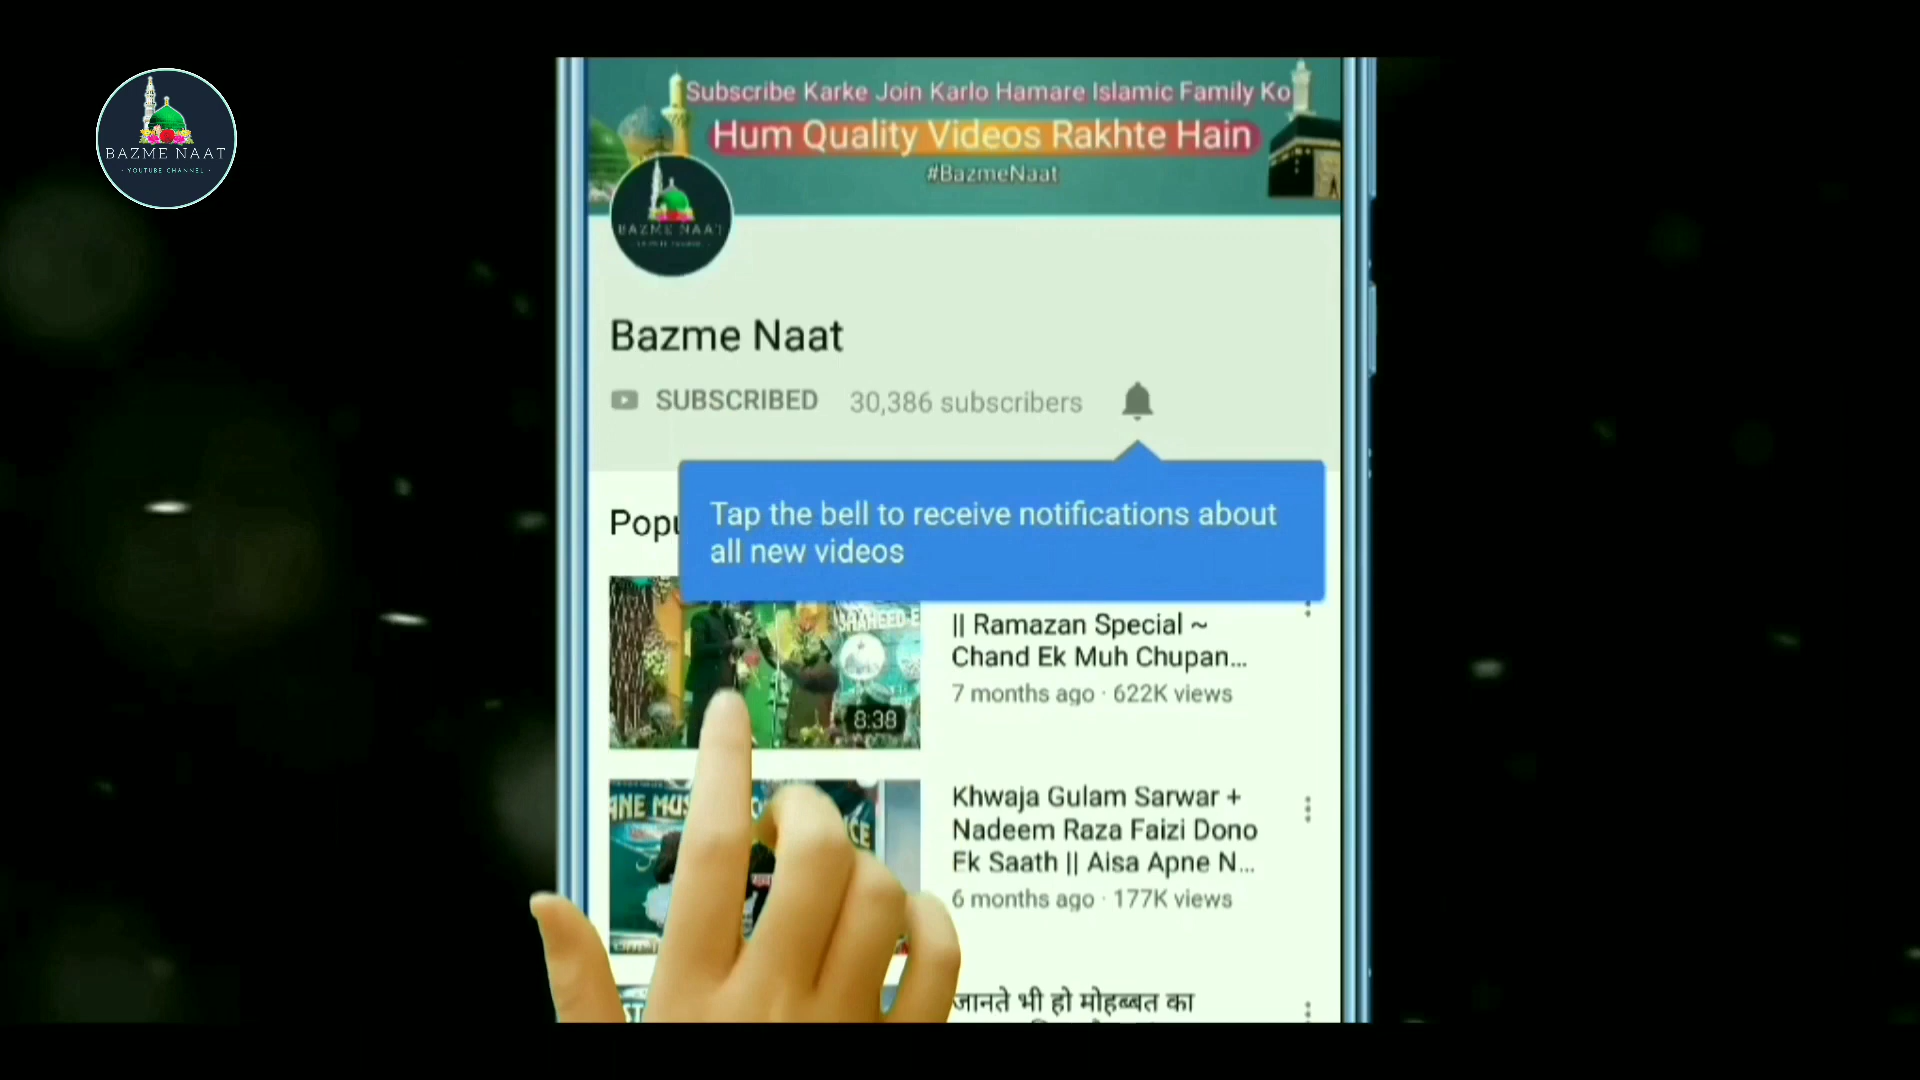 BAZME NAAT
· YOUTUBE CHANNEL ·
Subscribe Karke Join Karlo Hamare Islamic Family Ko
Hum Quality Videos Rakhte Hain
#BazmeNaat
BAZME NAAT
Bazme Naat
SUBSCRIBED 30,386 subscribers
Tap the bell to receive notifications about
all new videos
Popu
|| Ramazan Special ~
Chand Ek Muh Chupan...
7 months ago · 622K views
8:38
Khwaja Gulam Sarwar +
Nadeem Raza Faizi Dono
Ek Saath || Aisa Apne N...
6 months ago · 177K views
जानते भी हो मोहब्बत का